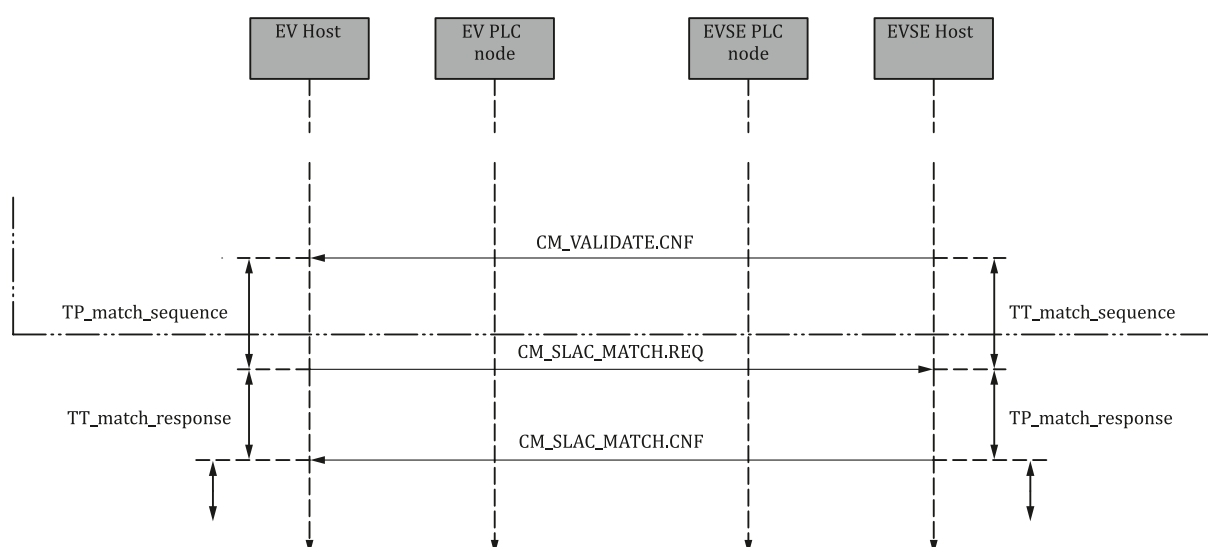 EV Host
EV PLC
node
EVSE PLC
node
EVSE Host
CM_VALIDATE.CNF
TP_match_sequence
TT_match_sequence
CM_SLAC_MATCH.REQ
TT_match_response
TP_match_response
CM_SLAC_MATCH.CNF